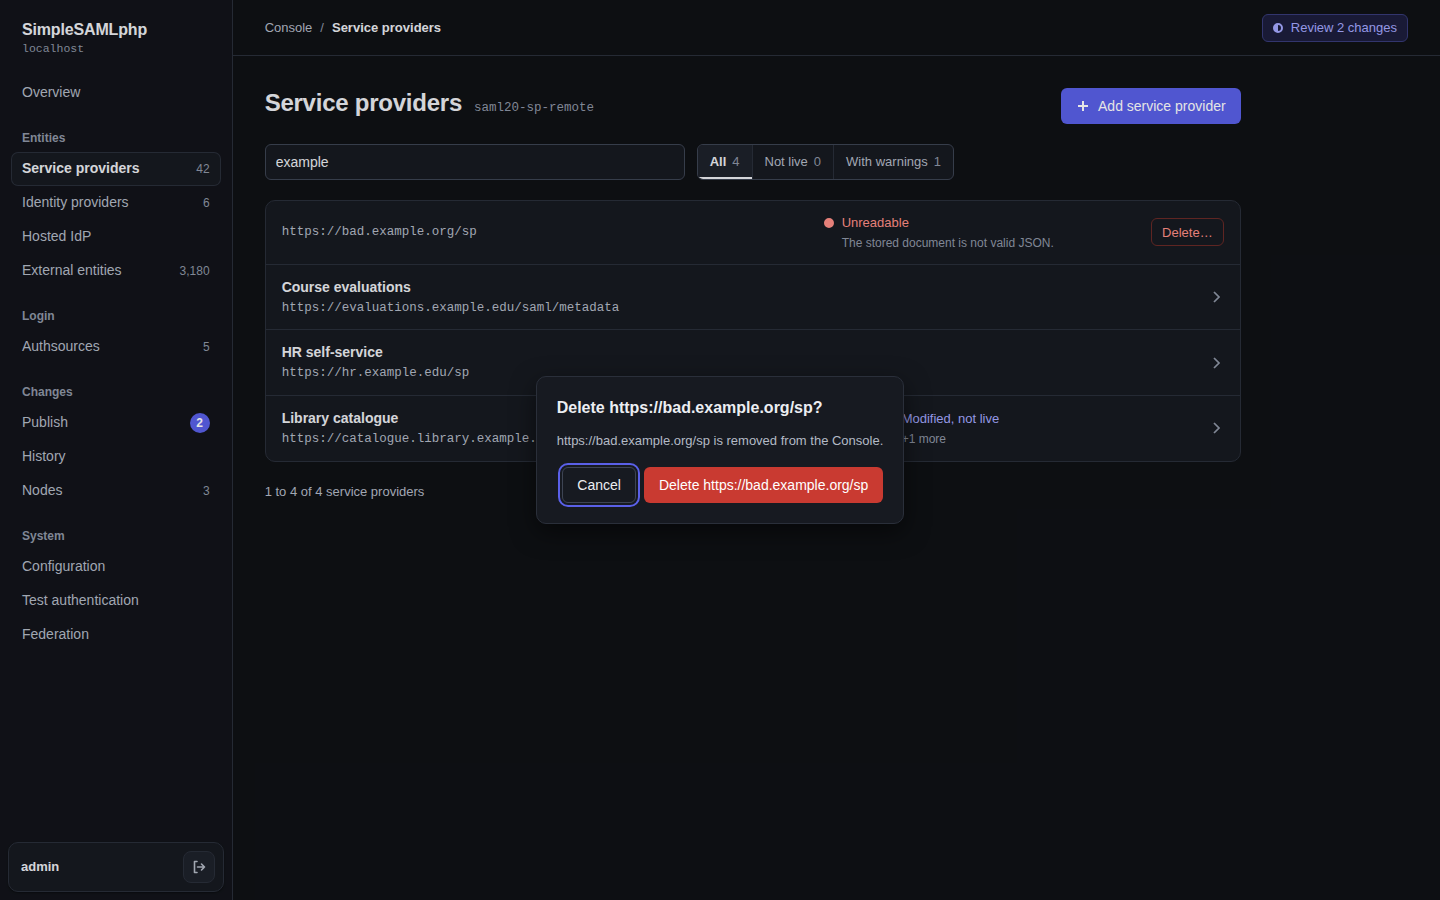 SimpleSAMLphp
localhost
Overview
Entities
Service providers 42
Identity providers 6
Hosted IdP
External entities 3,180
Login
Authsources 5
Changes
Publish 2
History
Nodes 3
System
Configuration
Test authentication
Federation
admin
Console / Service providers
Review 2 changes
Service providers saml20-sp-remote
Add service provider
example
All 4 Not live 0 With warnings 1
https://bad.example.org/sp
Unreadable
The stored document is not valid JSON.
Delete…
Course evaluations
https://evaluations.example.edu/saml/metadata
HR self-service
https://hr.example.edu/sp
Library catalogue
https://catalogue.library.example.
Modified, not live
+1 more
1 to 4 of 4 service providers
Delete https://bad.example.org/sp?
https://bad.example.org/sp is removed from the Console.
Cancel
Delete https://bad.example.org/sp